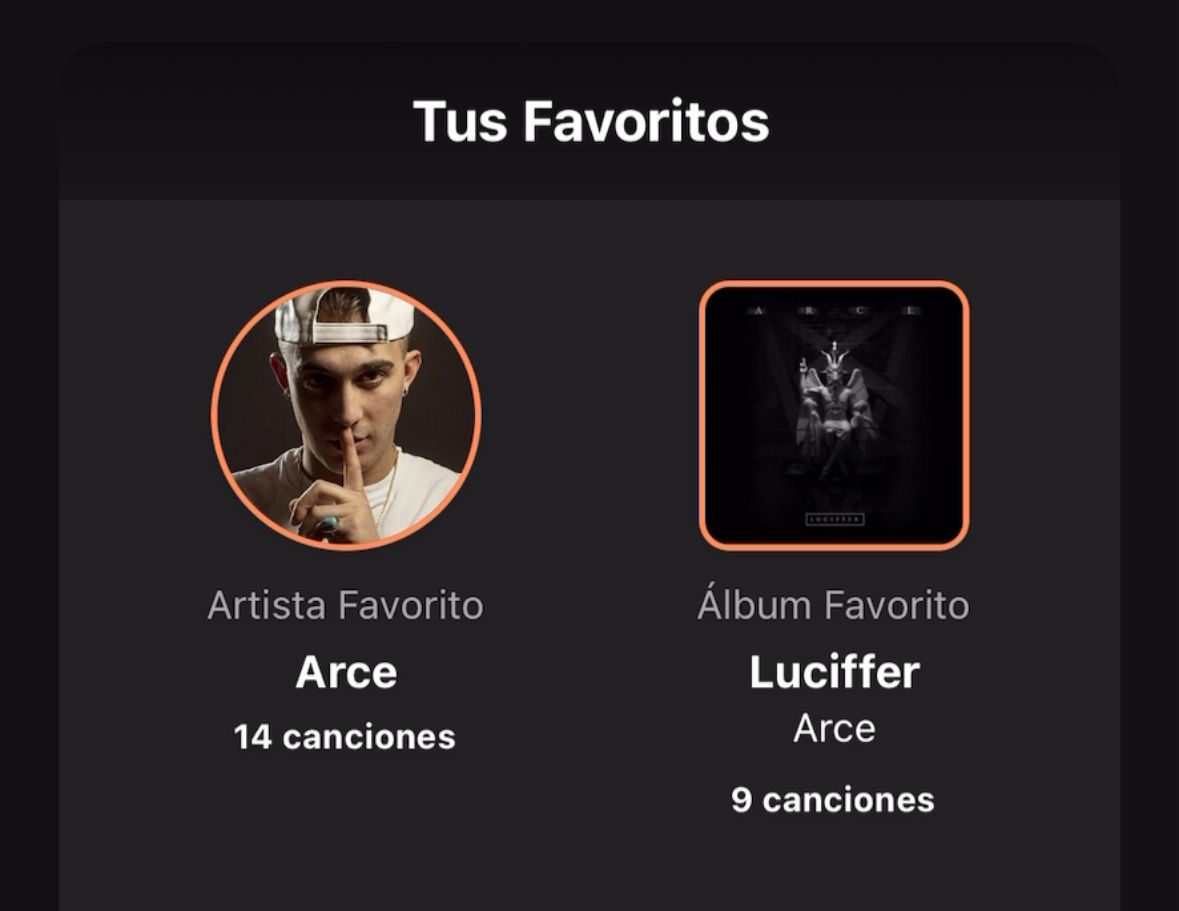 Tus Favoritos
A R C E
LUCIFFER
Artista Favorito
Álbum Favorito
Arce
Luciffer
Arce
14 canciones
9 canciones